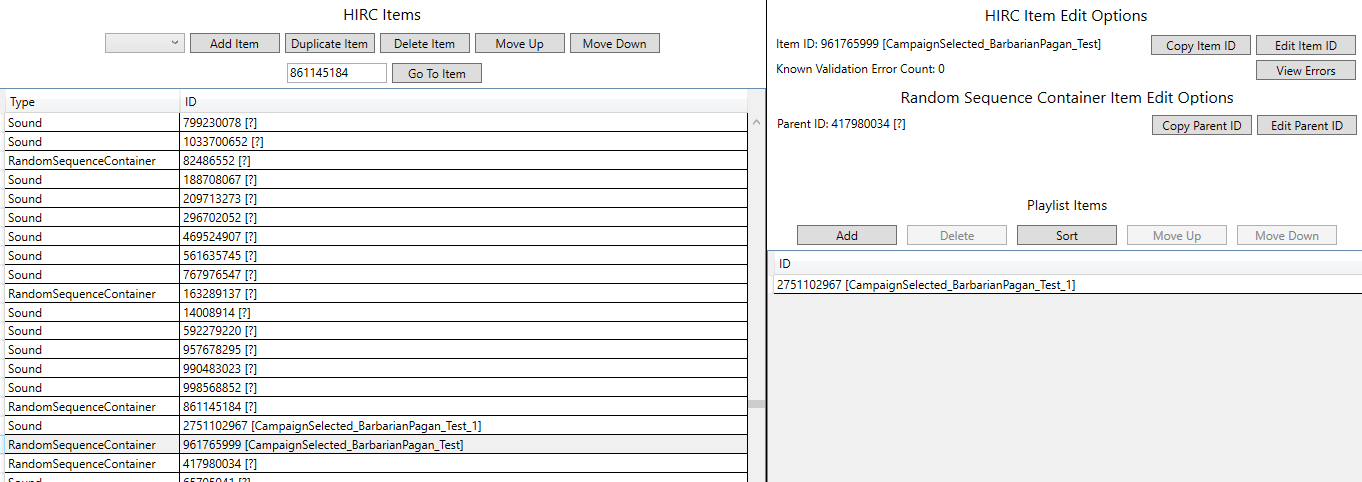 HIRC Items
Add Item Duplicate Item Delete Item Move Up Move Down
861145184 Go To Item
Type ID
Sound 799230078 [?]
Sound 1033700652 [?]
RandomSequenceContainer 82486552 [?]
Sound 188708067 [?]
Sound 209713273 [?]
Sound 296702052 [?]
Sound 469524907 [?]
Sound 561635745 [?]
Sound 767976547 [?]
RandomSequenceContainer 163289137 [?]
Sound 14008914 [?]
Sound 592279220 [?]
Sound 957678295 [?]
Sound 990483023 [?]
Sound 998568852 [?]
RandomSequenceContainer 861145184 [?]
Sound 2751102967 [CampaignSelected_BarbarianPagan_Test_1]
RandomSequenceContainer 961765999 [CampaignSelected_BarbarianPagan_Test]
RandomSequenceContainer 417980034 [?]
Sound 65705041 [?]
HIRC Item Edit Options
Item ID: 961765999 [CampaignSelected_BarbarianPagan_Test] Copy Item ID Edit Item ID
Known Validation Error Count: 0 View Errors
Random Sequence Container Item Edit Options
Parent ID: 417980034 [?] Copy Parent ID Edit Parent ID
Playlist Items
Add Delete Sort Move Up Move Down
ID
2751102967 [CampaignSelected_BarbarianPagan_Test_1]